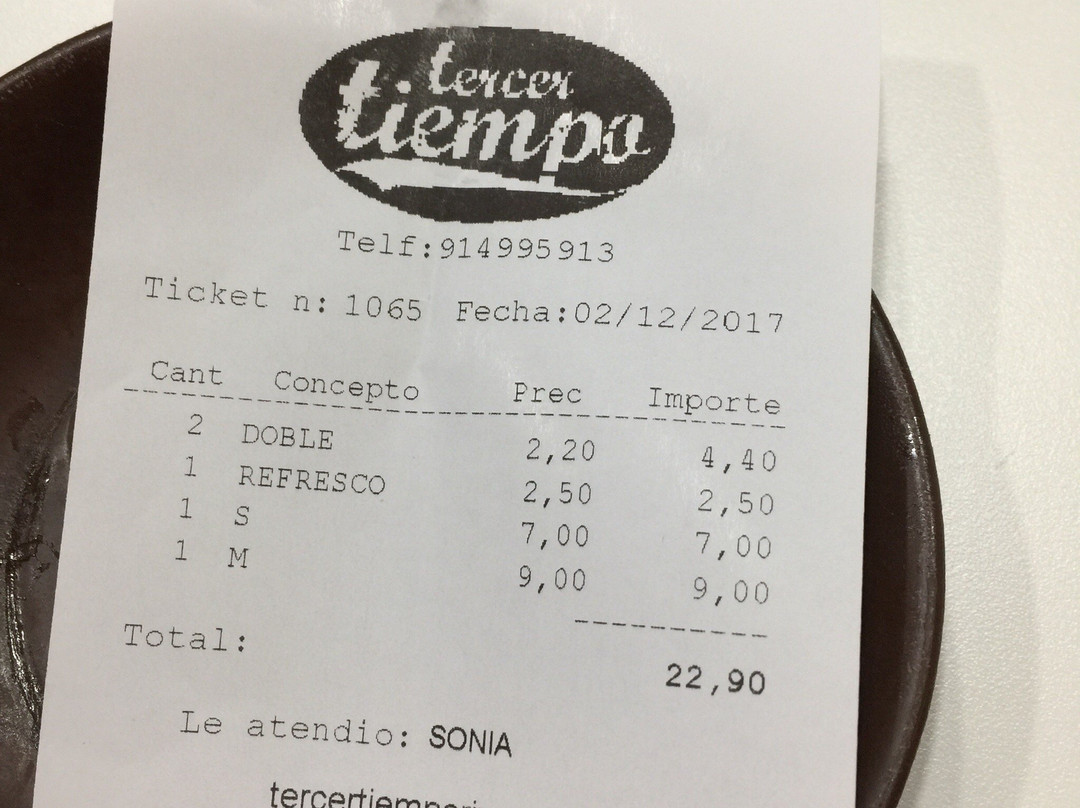 tercer
tiempo
Telf:914995913
Ticket n: 1065 Fecha:02/12/2017
Cant Concepto Prec Importe
2 DOBLE 2,20 4,40
1 REFRESCO 2,50 2,50
1 S 7,00 7,00
1 M 9,00 9,00
Total:
22,90
Le atendio: SONIA